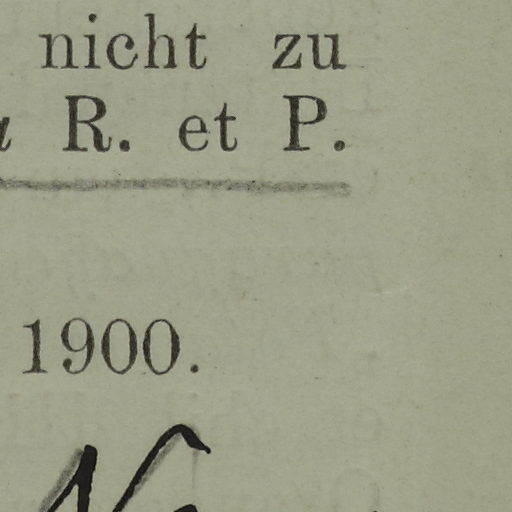 nicht zu
R. et P.
1900.